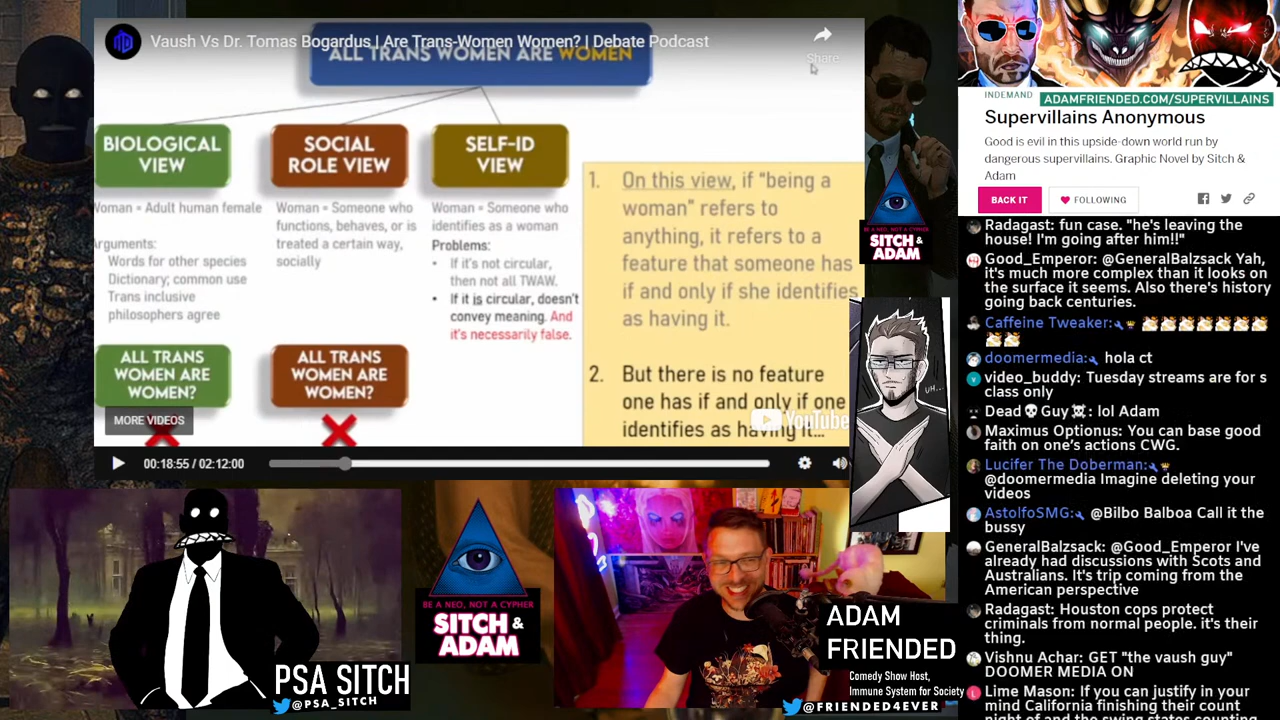 Vaush Vs Dr. Tomas Bogardus | Are Trans-Women Women? | Debate Podcast
Share
ALL TRANS WOMEN ARE WOMEN
BIOLOGICAL
VIEW
SOCIAL
ROLE VIEW
SELF-ID
VIEW
Woman = Adult human female
Arguments:
Words for other species
Dictionary; common use
Trans inclusive
philosophers agree
Woman = Someone who
functions, behaves, or is
treated a certain way,
socially
Woman = Someone who
identifies as a woman
Problems:
• If it's not circular,
then not all TWAW.
• If it is circular, doesn't
convey meaning. And
it's necessarily false.
1. On this view, if "being a
woman" refers to
anything, it refers to a
feature that someone has
if and only if she identifies
as having it.
2. But there is no feature
one has if and only if one
identifies as having it...
ALL TRANS
WOMEN ARE
WOMEN?
ALL TRANS
WOMEN ARE
WOMEN?
MORE VIDEOS
YouTube
00:18:55 / 02:12:00
BE A NEO, NOT A CYPHER
SITCH &
ADAM
UH...
BE A NEO, NOT A CYPHER
SITCH &
ADAM
PSA SITCH
@PSA_SITCH
ADAM
FRIENDED
Comedy Show Host,
Immune System for Society
@FRIENDED4EVER
INDEMAND
ADAMFRIENDED.COM/SUPERVILLAINS
Supervillains Anonymous
Good is evil in this upside-down world run by
dangerous supervillains. Graphic Novel by Sitch &
Adam
BACK IT
FOLLOWING
Radagast: fun case. "he's leaving the
house! I'm going after him!!"
Good_Emperor: @GeneralBalzsack Yah,
it's much more complex than it looks on
the surface it seems. Also there's history
going back centuries.
Caffeine Tweaker:
doomermedia: hola ct
video_buddy: Tuesday streams are for s
class only
Dead Guy : lol Adam
Maximus Optionus: You can base good
faith on one's actions CWG.
Lucifer The Doberman:
@doomermedia Imagine deleting your
videos
AstolfoSMG: @Bilbo Balboa Call it the
bussy
GeneralBalzsack: @Good_Emperor I've
already had discussions with Scots and
Australians. It's trip coming from the
American perspective
Radagast: Houston cops protect
criminals from normal people. it's their
thing.
Vishnu Achar: GET "the vaush guy"
DOOMER MEDIA ON
Lime Mason: If you can justify in your
mind California finishing their count
night of and the swing states